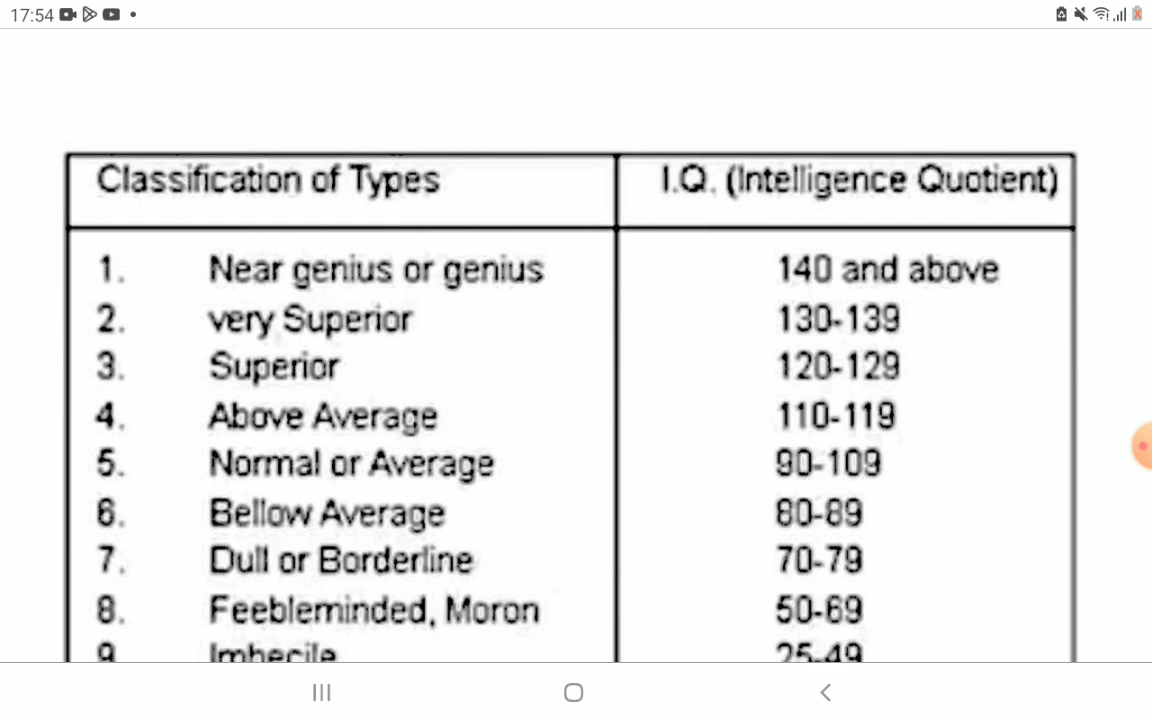 17:54
Classification of Types I.Q. (Intelligence Quotient)
1. Near genius or genius 140 and above
2. very Superior 130-139
3. Superior 120-129
4. Above Average 110-119
5. Normal or Average 90-109
6. Bellow Average 80-89
7. Dull or Borderline 70-79
8. Feebleminded, Moron 50-69
9. Imbecile 25-49